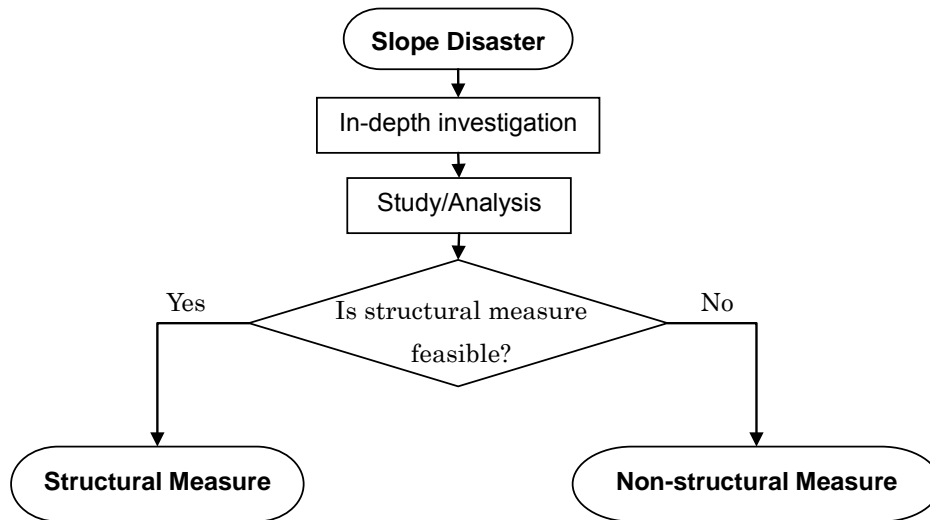 Slope Disaster
In-depth investigation
Study/Analysis
Yes
Is structural measure
feasible?
No
Structural Measure
Non-structural Measure